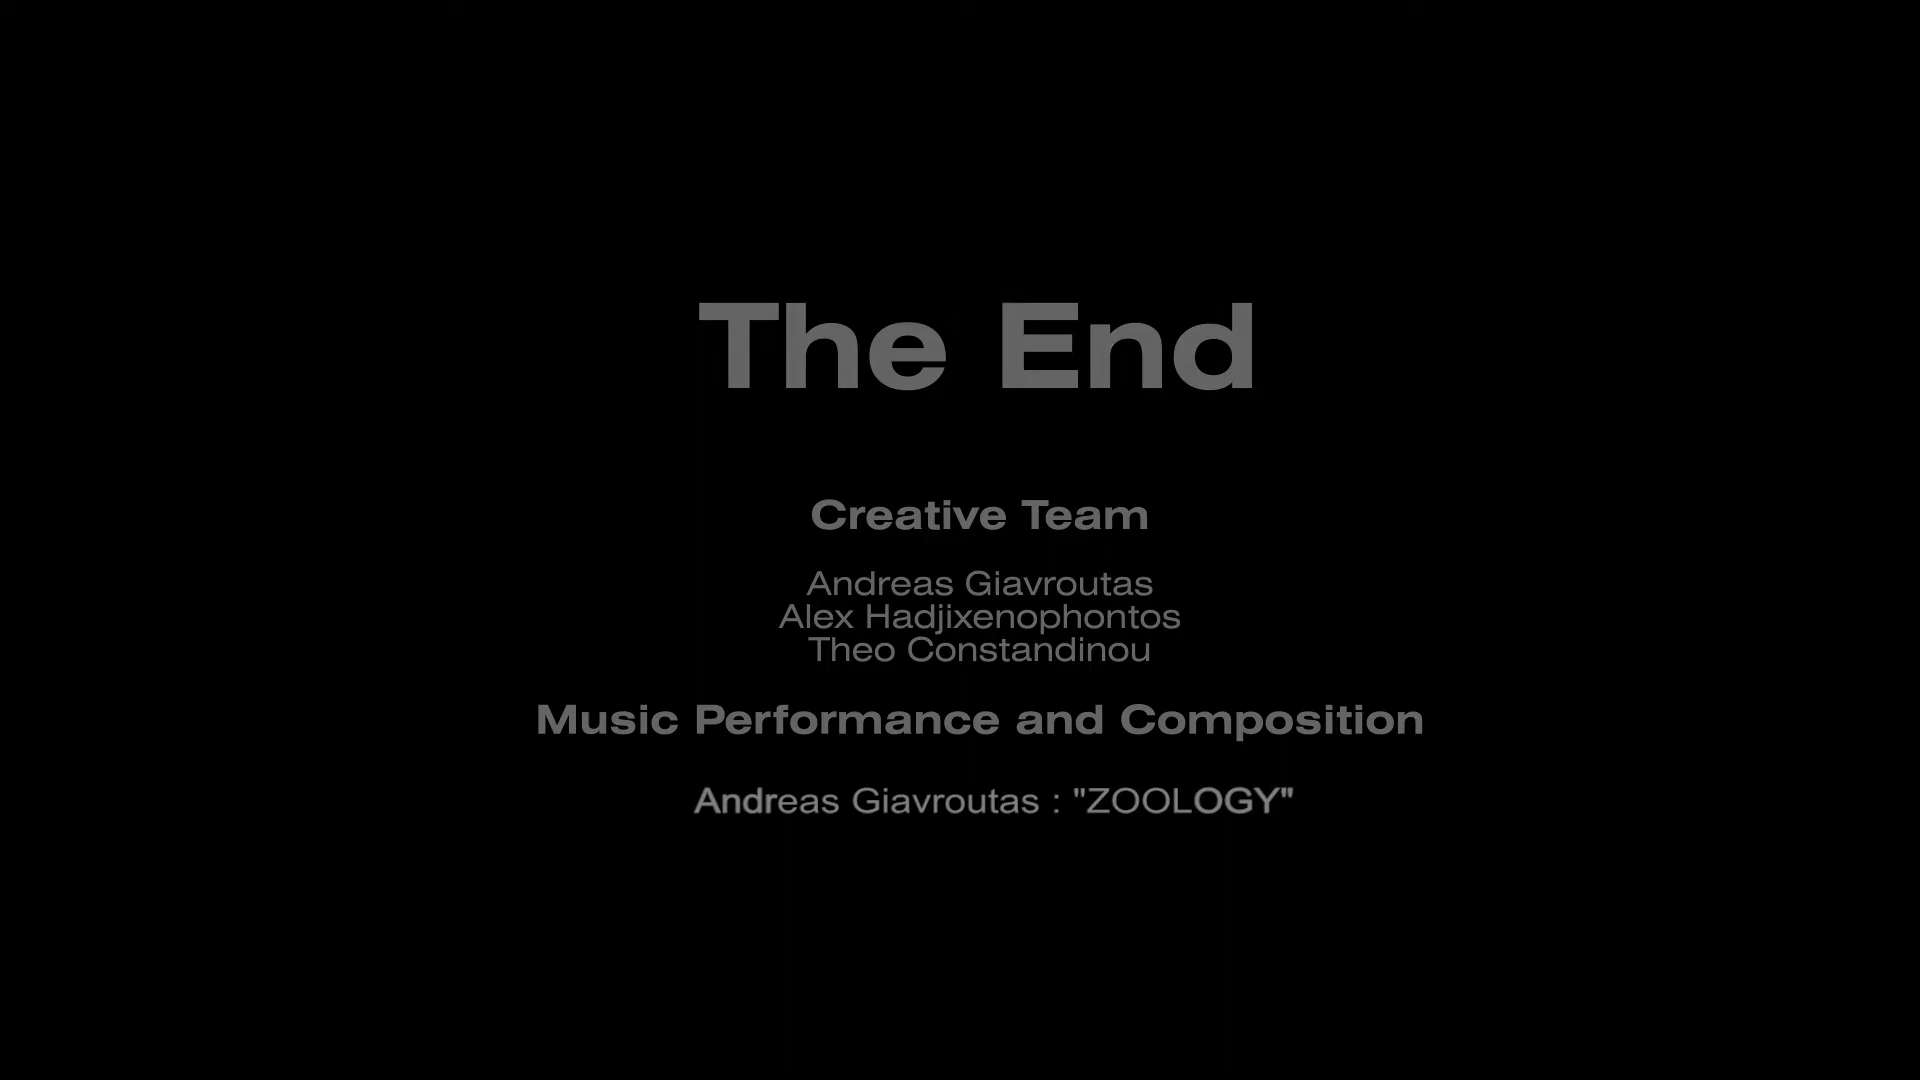 The End
Creative Team
Andreas Giavroutas
Alex Hadjixenophontos
Theo Constandinou
Music Performance and Composition
Andreas Giavroutas : "ZOOLOGY"